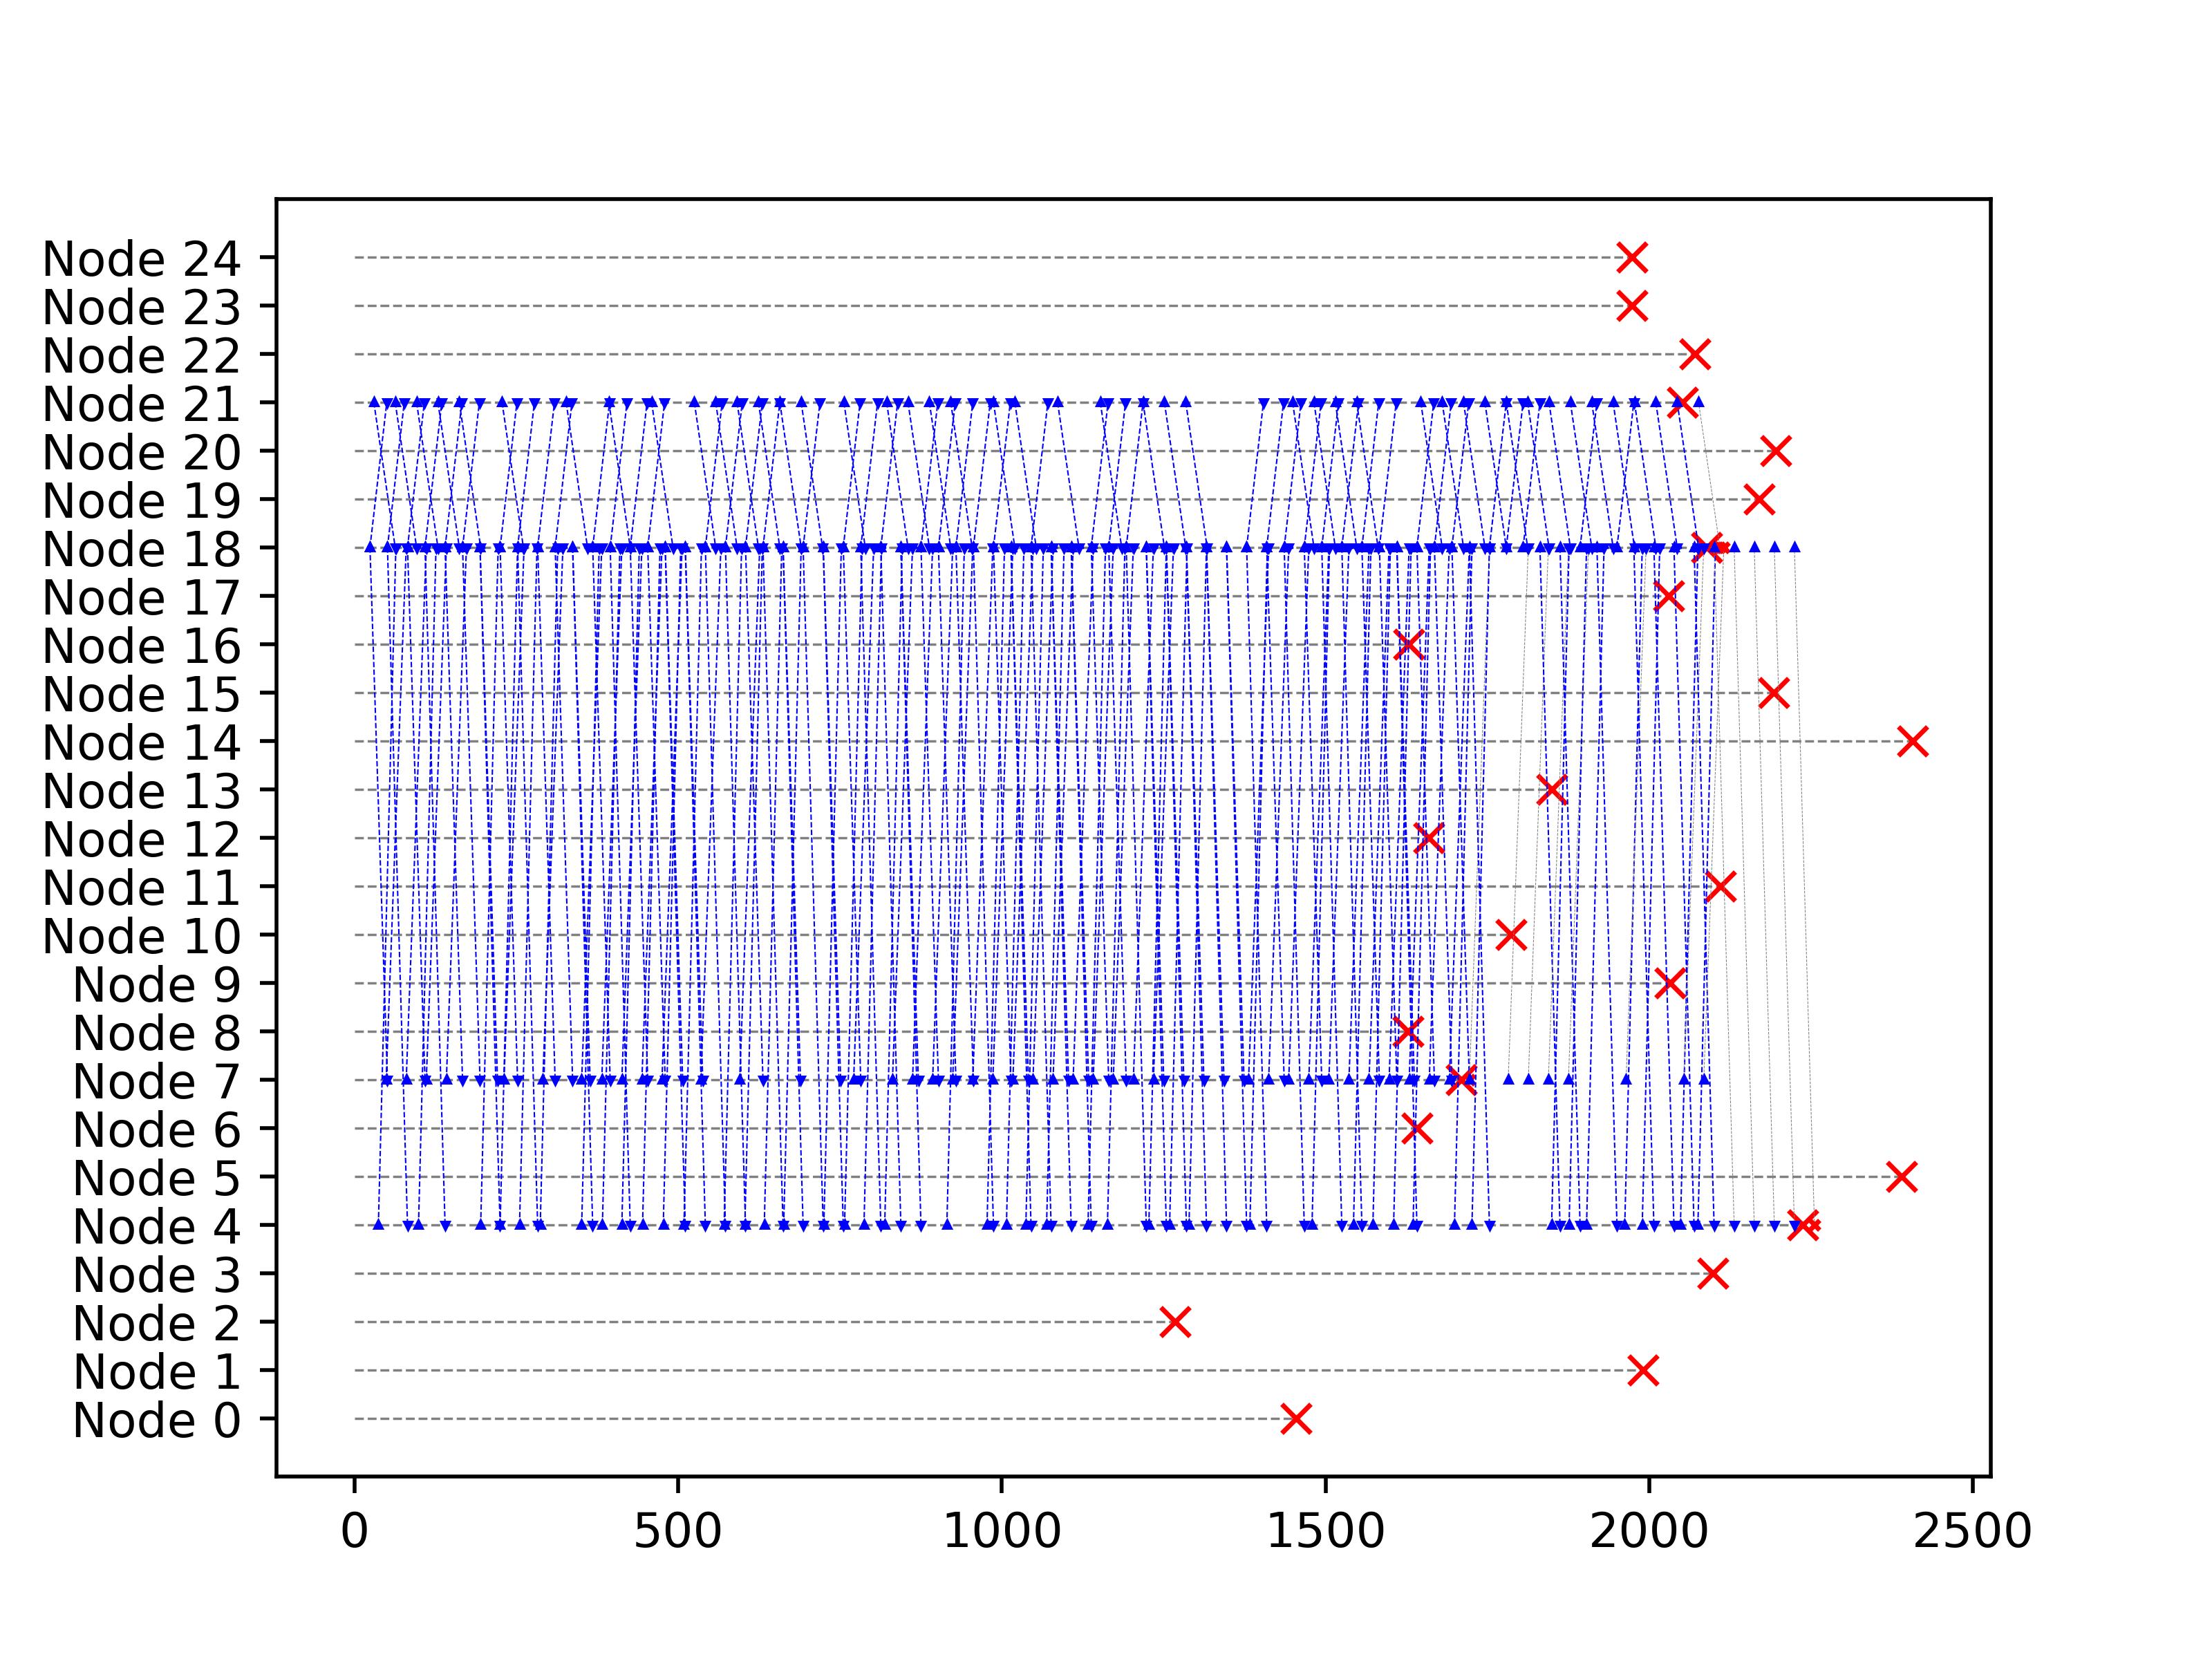 Node 24
Node 23
Node 22
Node 21
Node 20
Node 19
Node 18
Node 17
Node 16
Node 15
Node 14
Node 13
Node 12
Node 11
Node 10
Node 9
Node 8
Node 7
Node 6
Node 5
Node 4
Node 3
Node 2
Node 1
Node 0
0 500 1000 1500 2000 2500